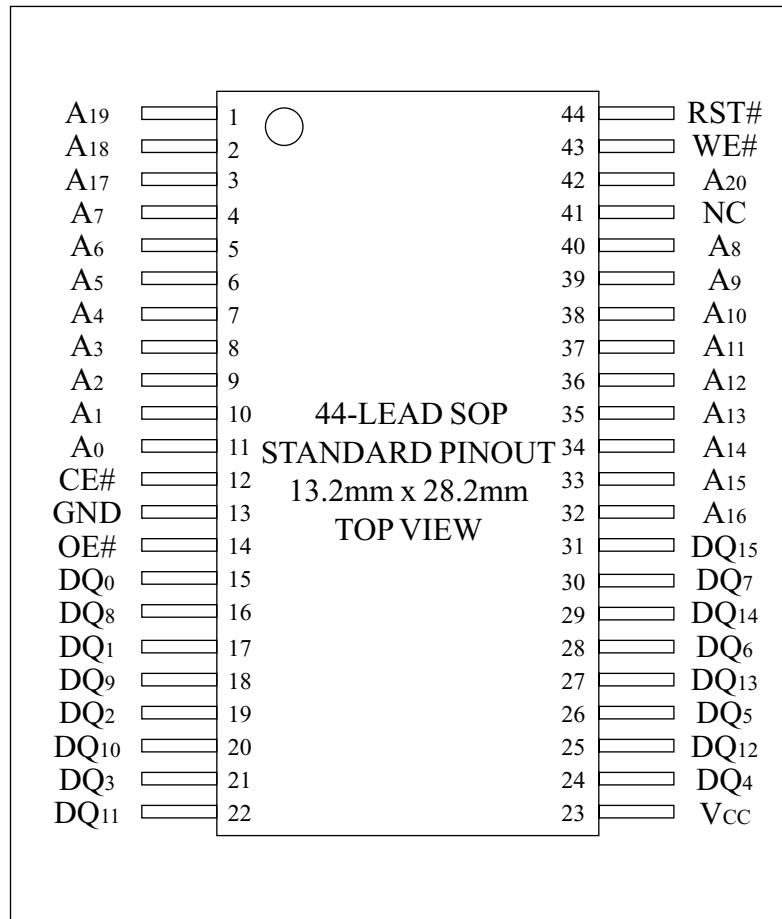 A19 1 44 RST#
A18 2 43 WE#
A17 3 42 A20
A7 4 41 NC
A6 5 40 A8
A5 6 39 A9
A4 7 38 A10
A3 8 37 A11
A2 9 36 A12
A1 10 44-LEAD SOP 35 A13
A0 11 STANDARD PINOUT 34 A14
CE# 12 13.2mm x 28.2mm 33 A15
GND 13 TOP VIEW 32 A16
OE# 14 31 DQ15
DQ0 15 30 DQ7
DQ8 16 29 DQ14
DQ1 17 28 DQ6
DQ9 18 27 DQ13
DQ2 19 26 DQ5
DQ10 20 25 DQ12
DQ3 21 24 DQ4
DQ11 22 23 VCC